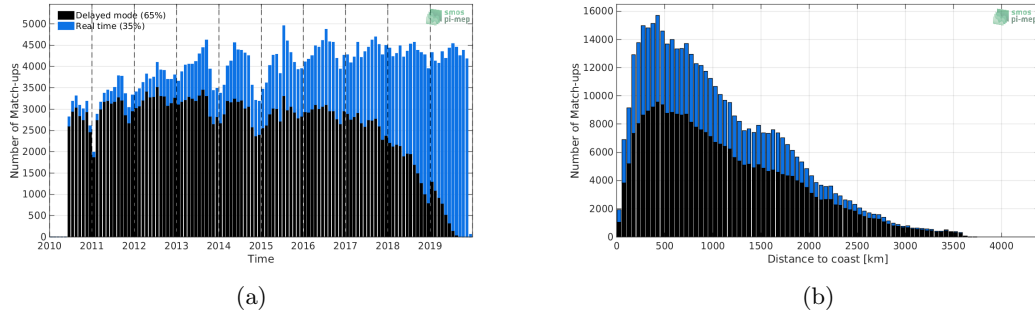 Delayed mode (65%)
Real time (35%)
smos
pi-mep
Number of Match-ups
5000
4500
4000
3500
3000
2500
2000
1500
1000
500
0
2010 2011 2012 2013 2014 2015 2016 2017 2018 2019
Time
(a)
smos
pi-mep
Number of Match-ups
16000
14000
12000
10000
8000
6000
4000
2000
0
0 500 1000 1500 2000 2500 3000 3500 4000
Distance to coast [km]
(b)